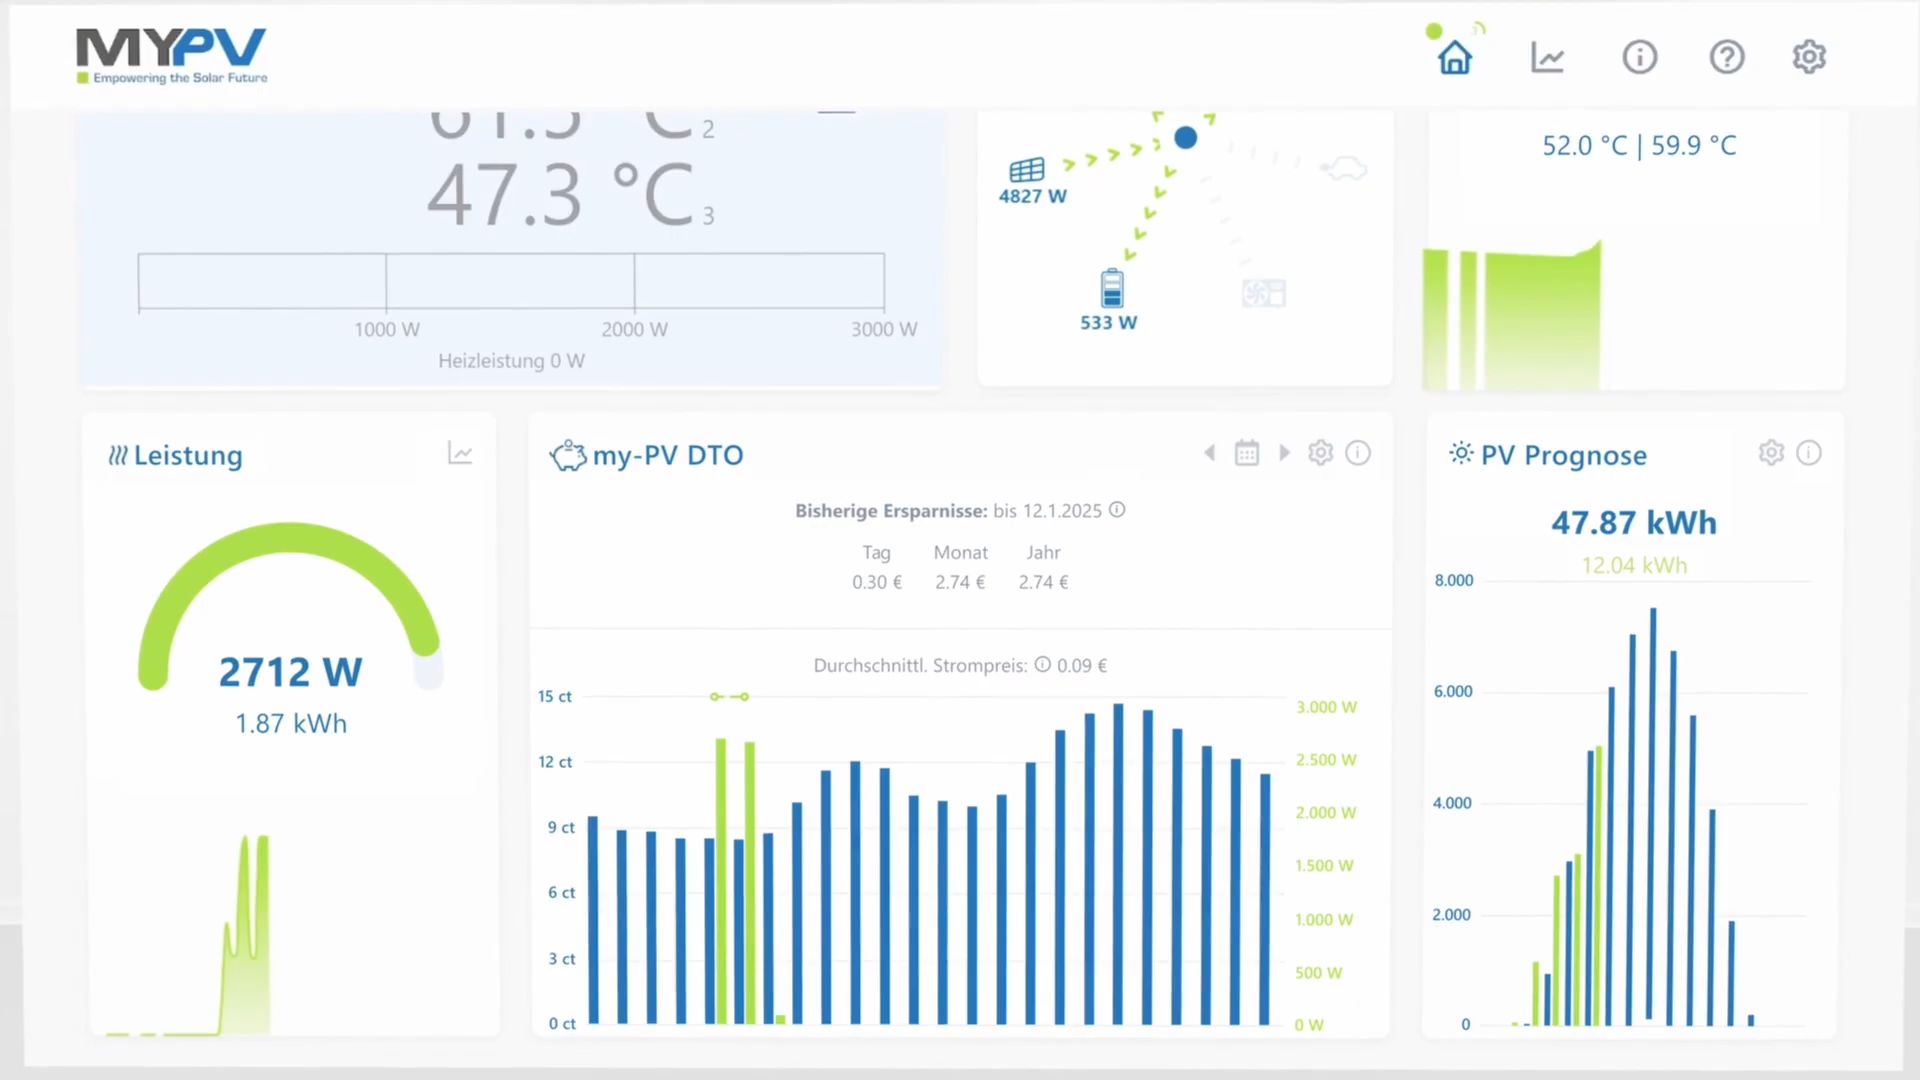 MYPV
Empowering the Solar Future
61.5 °C 2
47.3 °C 3
1000 W 2000 W 3000 W
Heizleistung 0 W
4827 W
533 W
52.0 °C | 59.9 °C
Leistung
2712 W
1.87 kWh
my-PV DTO
Bisherige Ersparnisse: bis 12.1.2025
Tag Monat Jahr
0.30 € 2.74 € 2.74 €
Durchschnittl. Strompreis: 0.09 €
15 ct
12 ct
9 ct
6 ct
3 ct
0 ct
3.000 W
2.500 W
2.000 W
1.500 W
1.000 W
500 W
0 W
PV Prognose
47.87 kWh
12.04 kWh
8.000
6.000
4.000
2.000
0